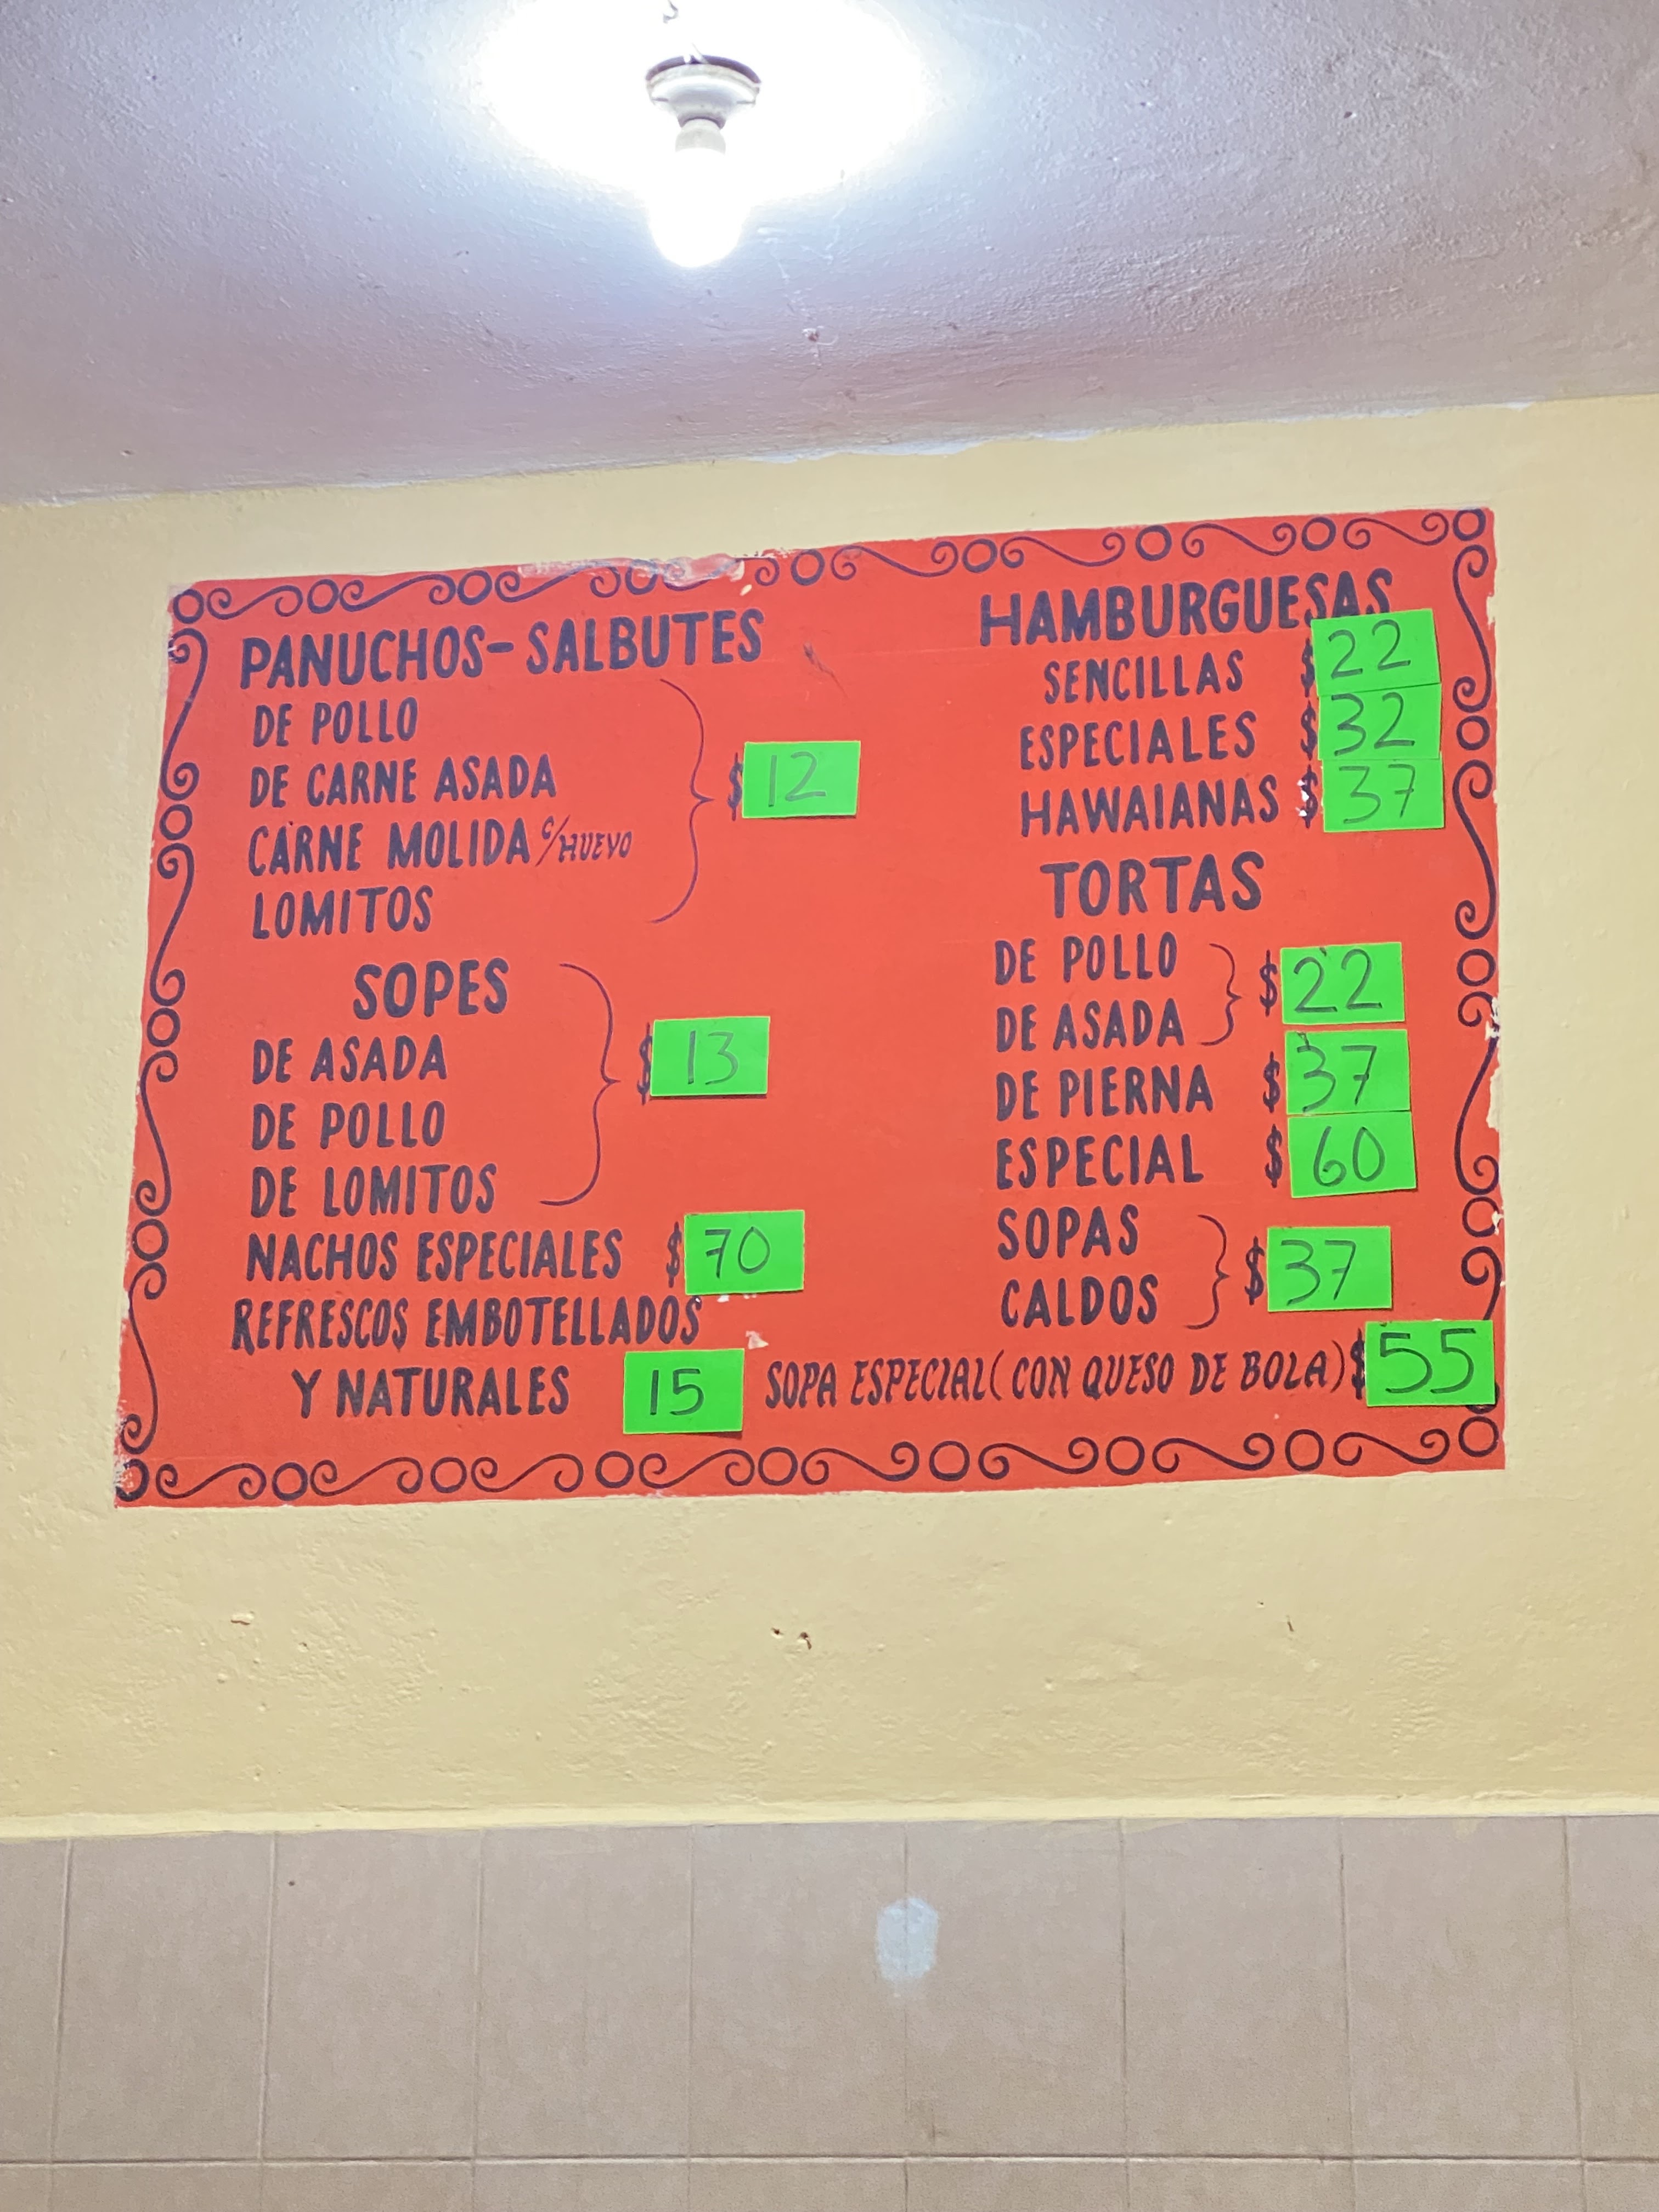 PANUCHOS-SALBUTES
DE POLLO
DE CARNE ASADA
CARNE MOLIDA C/HUEVO
LOMITOS
$ 12
SOPES
DE ASADA
DE POLLO
DE LOMITOS
$ 13
NACHOS ESPECIALES $ 70
REFRESCOS EMBOTELLADOS
Y NATURALES 15
HAMBURGUESAS
SENCILLAS $ 22
ESPECIALES $ 32
HAWAIANAS $ 37
TORTAS
DE POLLO
DE ASADA
$ 22
DE PIERNA $ 37
ESPECIAL $ 60
SOPAS
CALDOS
$ 37
SOPA ESPECIAL (CON QUESO DE BOLA) $ 55